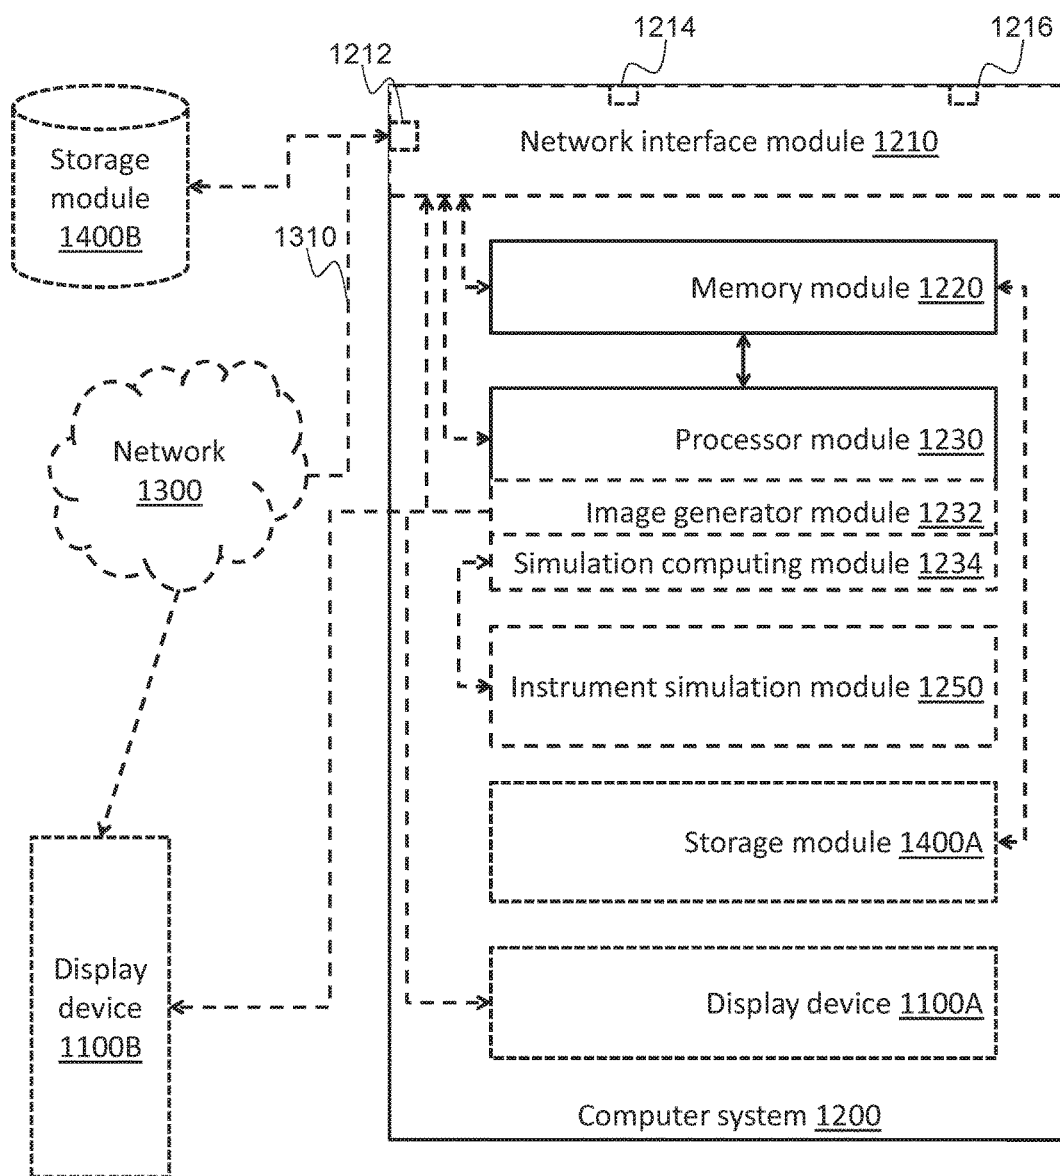 1214
1216
1212
Network interface module 1210
Storage
module
1400B
1310
Memory module 1220
Processor module 1230
Network
1300
Image generator module 1232
Simulation computing module 1234
Instrument simulation module 1250
Storage module 1400A
Display
device
1100B
Display device 1100A
Computer system 1200